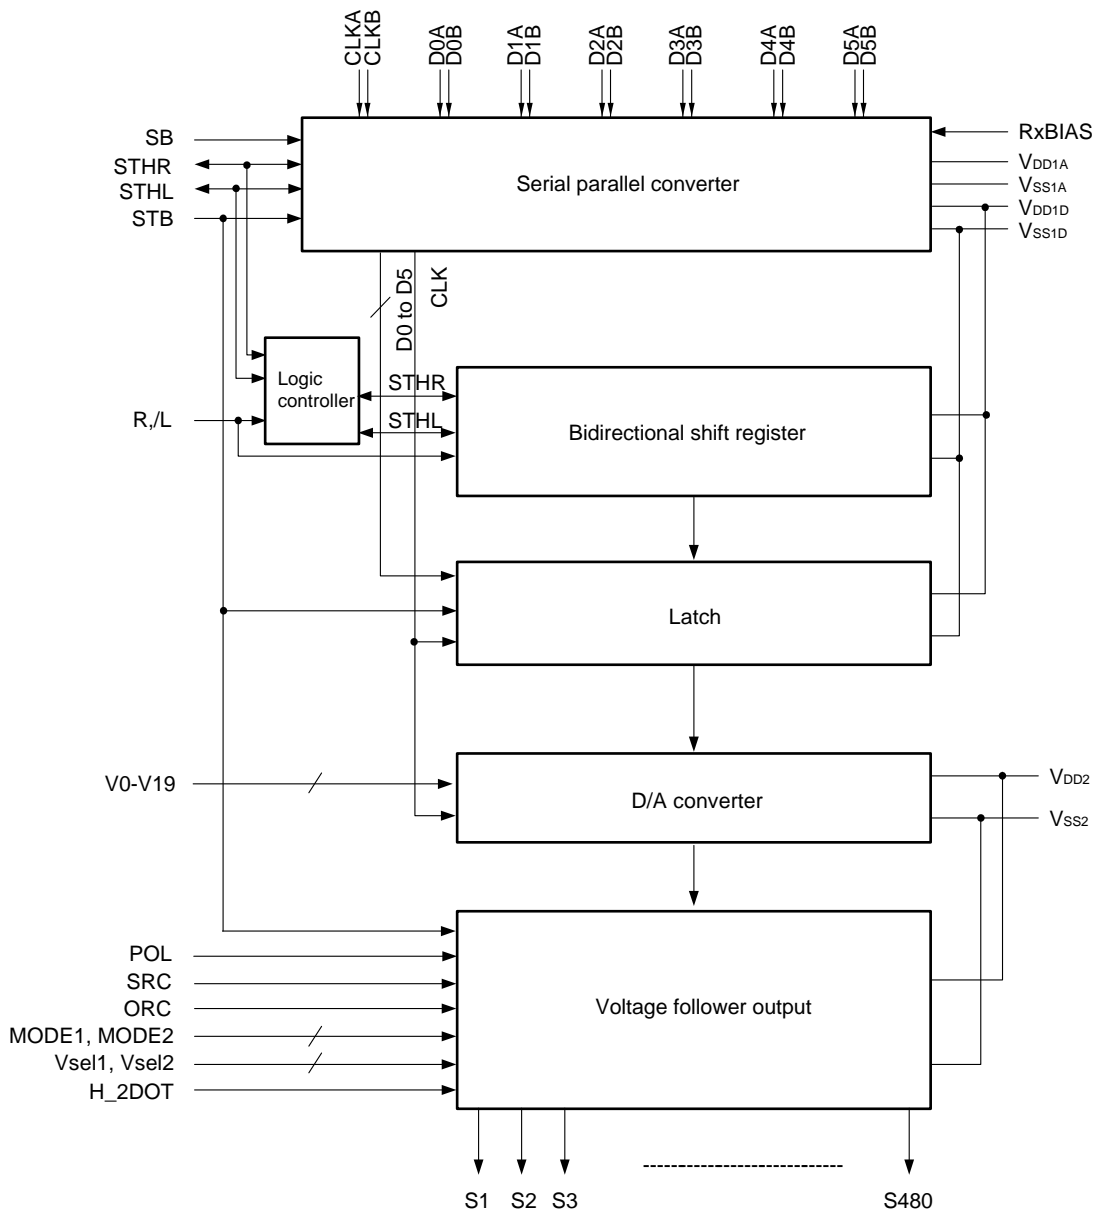 CLKA
CLKB
D0A
D0B
D1A
D1B
D2A
D2B
D3A
D3B
D4A
D4B
D5A
D5B
SB
STHR
STHL
STB
Serial parallel converter
RxBIAS
VDD1A
VSS1A
VDD1D
VSS1D
D0 to D5
CLK
Logic
controller
STHR
STHL
R,/L
Bidirectional shift register
Latch
V0-V19
D/A converter
VDD2
VSS2
POL
SRC
ORC
MODE1, MODE2
Vsel1, Vsel2
H_2DOT
Voltage follower output
S1
S2
S3
S480